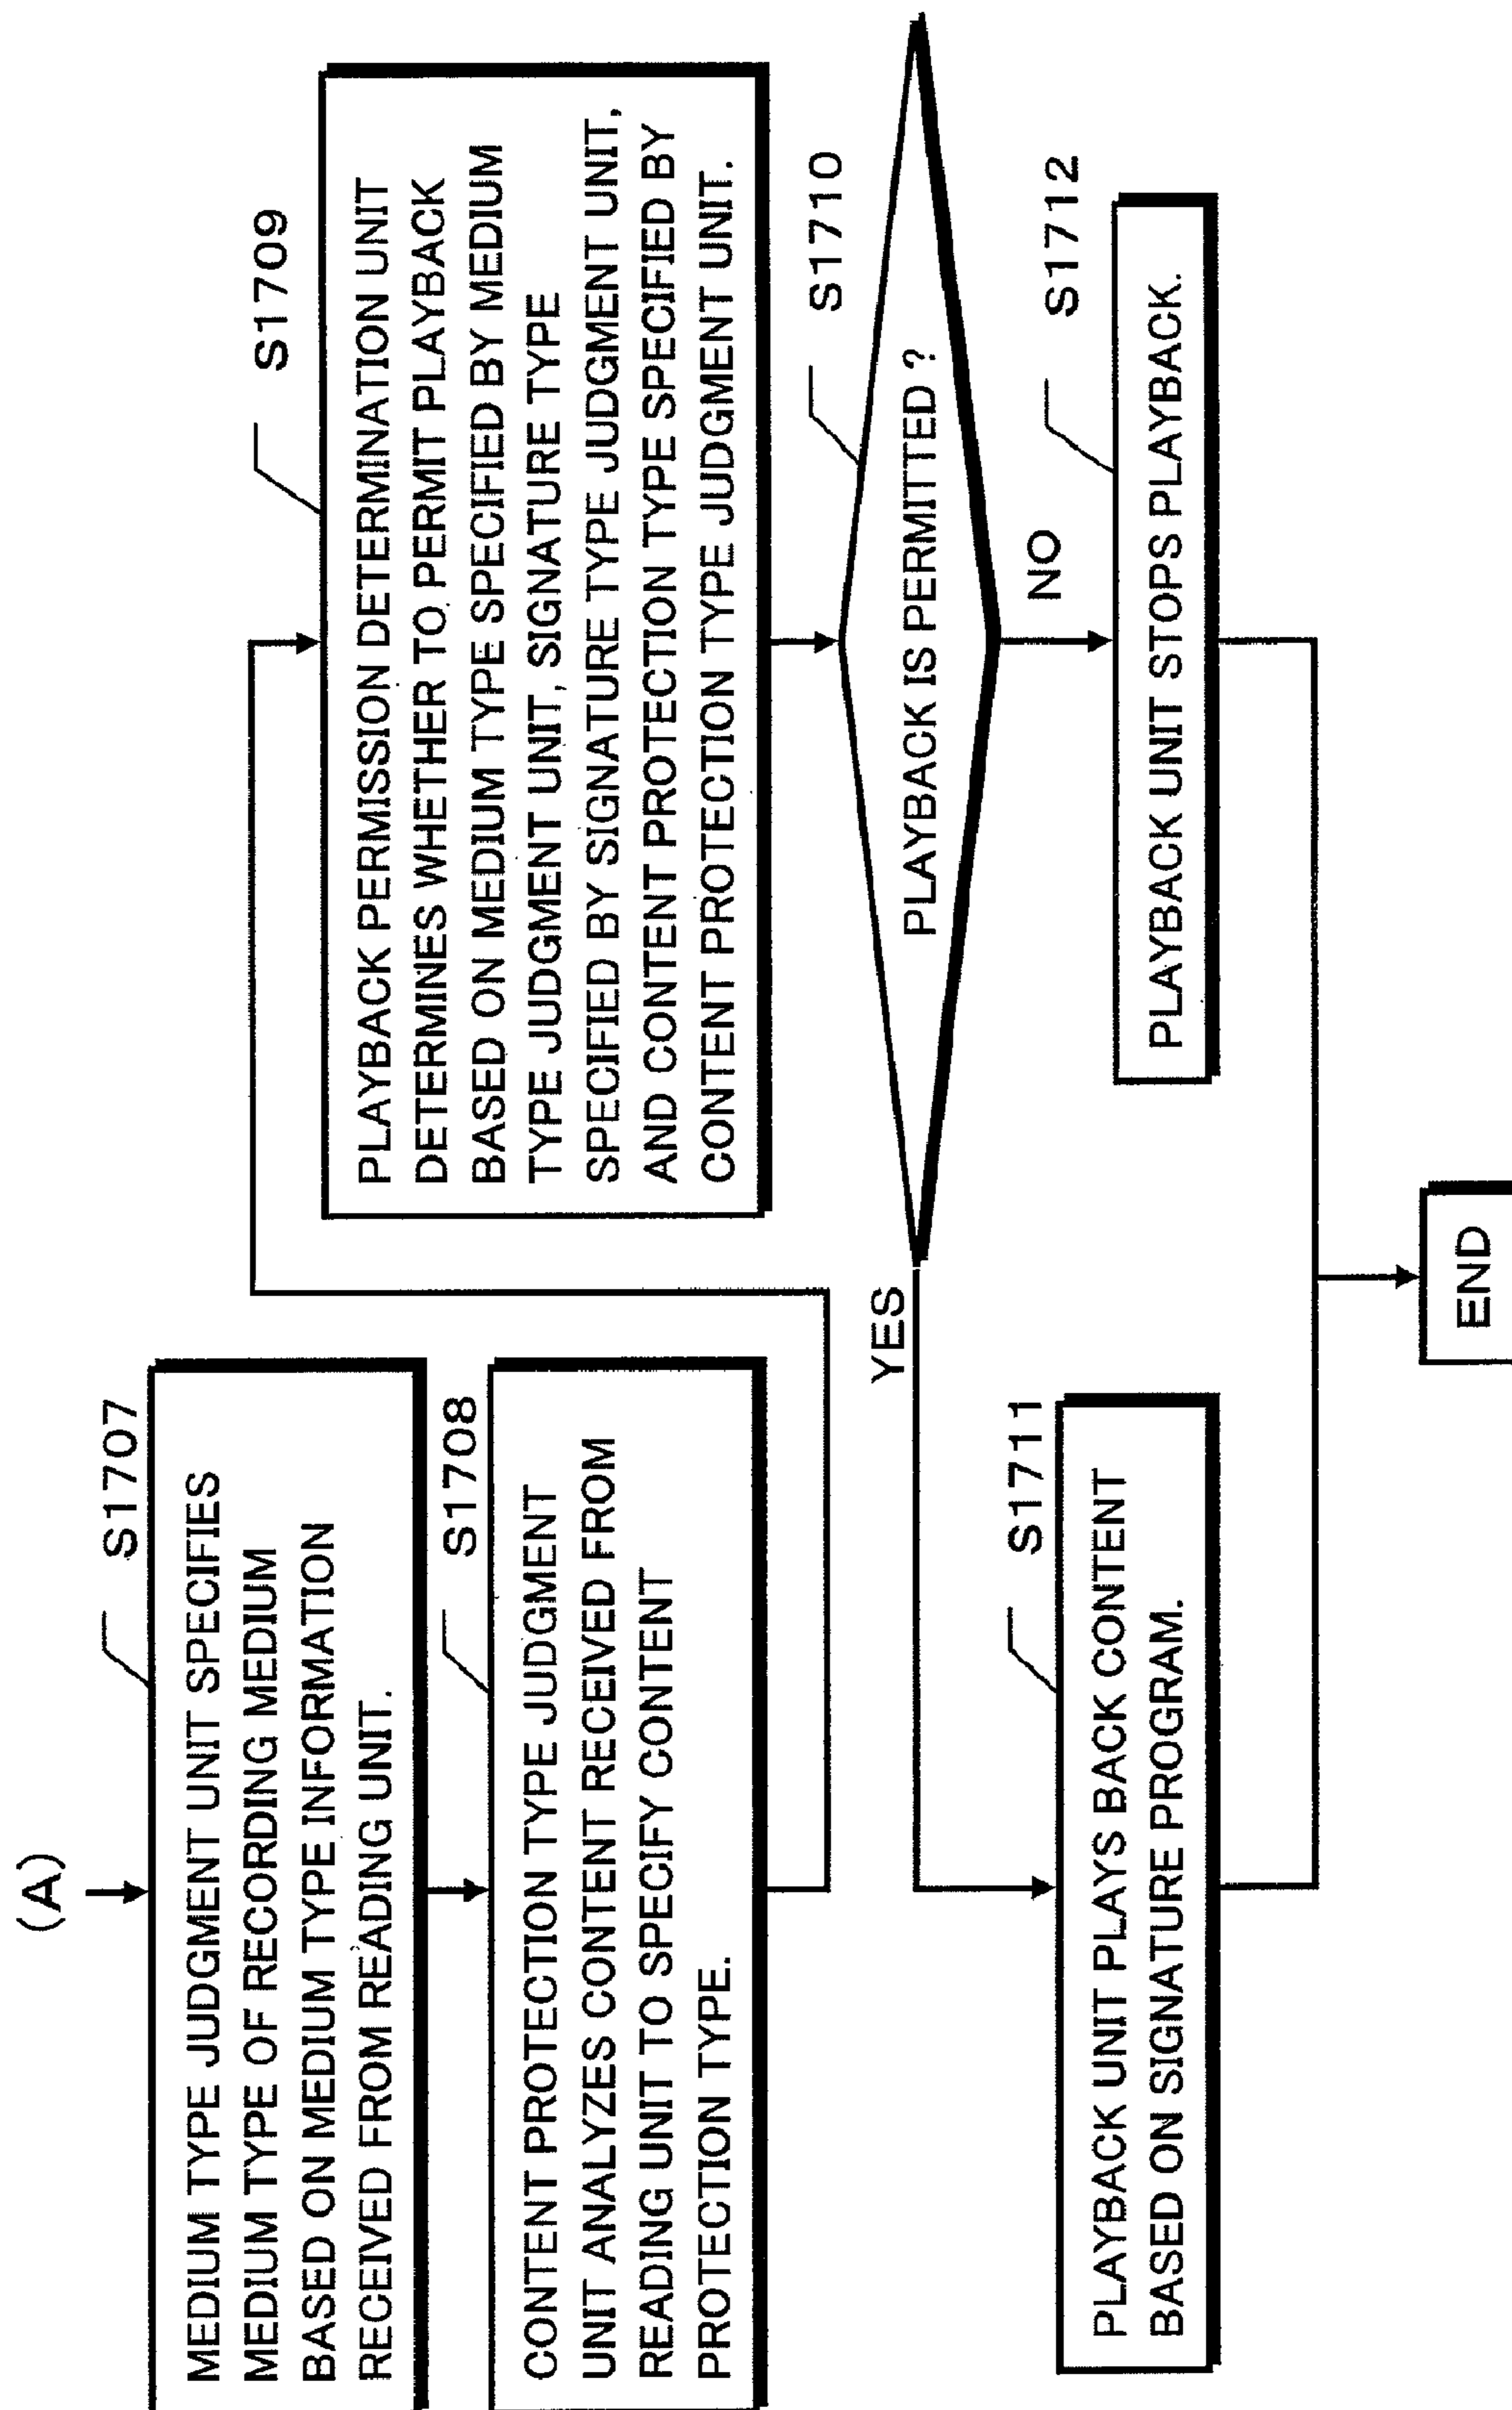 (A)
S1707
MEDIUM TYPE JUDGMENT UNIT SPECIFIES
MEDIUM TYPE OF RECORDING MEDIUM
BASED ON MEDIUM TYPE INFORMATION
RECEIVED FROM READING UNIT.
S1708
CONTENT PROTECTION TYPE JUDGMENT
UNIT ANALYZES CONTENT RECEIVED FROM
READING UNIT TO SPECIFY CONTENT
PROTECTION TYPE.
S1709
PLAYBACK PERMISSION DETERMINATION UNIT
DETERMINES WHETHER TO PERMIT PLAYBACK
BASED ON MEDIUM TYPE SPECIFIED BY MEDIUM
TYPE JUDGMENT UNIT, SIGNATURE TYPE
SPECIFIED BY SIGNATURE TYPE JUDGMENT UNIT,
AND CONTENT PROTECTION TYPE SPECIFIED BY
CONTENT PROTECTION TYPE JUDGMENT UNIT.
S1710
PLAYBACK IS PERMITTED ?
YES
NO
S1711
PLAYBACK UNIT PLAYS BACK CONTENT
BASED ON SIGNATURE PROGRAM.
S1712
PLAYBACK UNIT STOPS PLAYBACK.
END